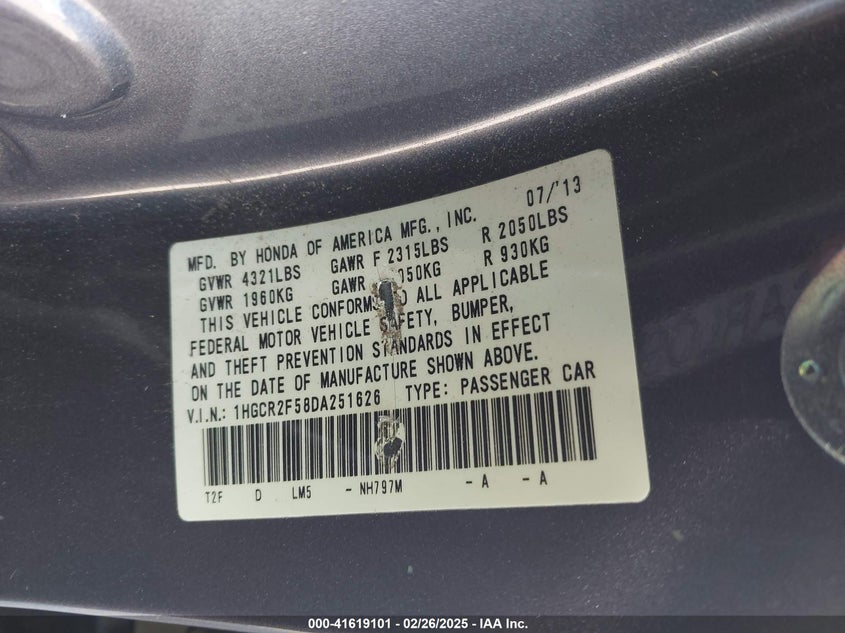 07/'13
MFD. BY HONDA OF AMERICA MFG., INC.
GVWR 4321LBS GAWR F 2315LBS R 2050LBS
GVWR 1960KG GAWR 050KG R 930KG
THIS VEHICLE CONFORMS TO ALL APPLICABLE
FEDERAL MOTOR VEHICLE SAFETY, BUMPER,
AND THEFT PREVENTION STANDARDS IN EFFECT
ON THE DATE OF MANUFACTURE SHOWN ABOVE.
V.I.N.: 1HGCR2F58DA251626 TYPE: PASSENGER CAR
T2F D LM5 - NH797M - A - A
000-41619101 - 02/26/2025 - IAA Inc.